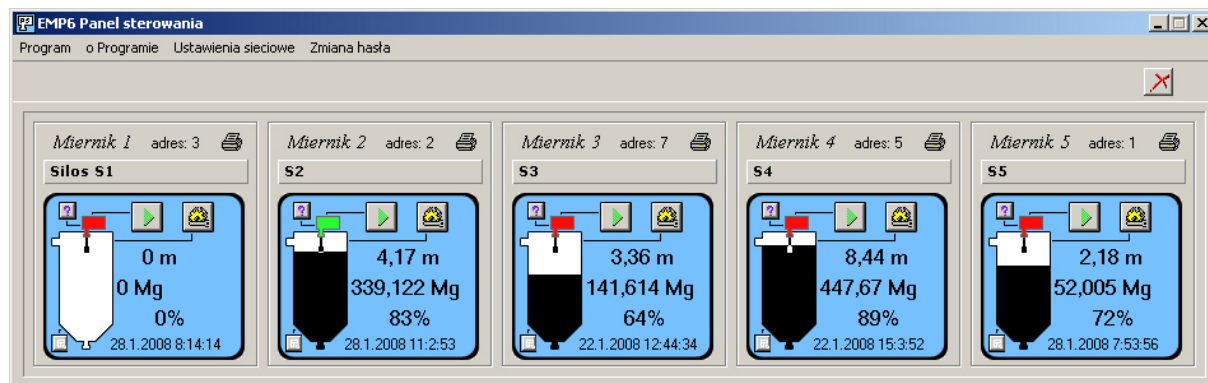 EMP6 Panel sterowania
Program o Programie Ustawienia sieciowe Zmiana hasła
Miernik 1 adres: 3
Silos S1
?
0 m
0 Mg
0%
28.1.2008 8:14:14
Miernik 2 adres: 2
S2
?
4,17 m
339,122 Mg
83%
28.1.2008 11:2:53
Miernik 3 adres: 7
S3
?
3,36 m
141,614 Mg
64%
22.1.2008 12:44:34
Miernik 4 adres: 5
S4
?
8,44 m
447,67 Mg
89%
22.1.2008 15:3:52
Miernik 5 adres: 1
S5
?
2,18 m
52,005 Mg
72%
28.1.2008 7:53:56